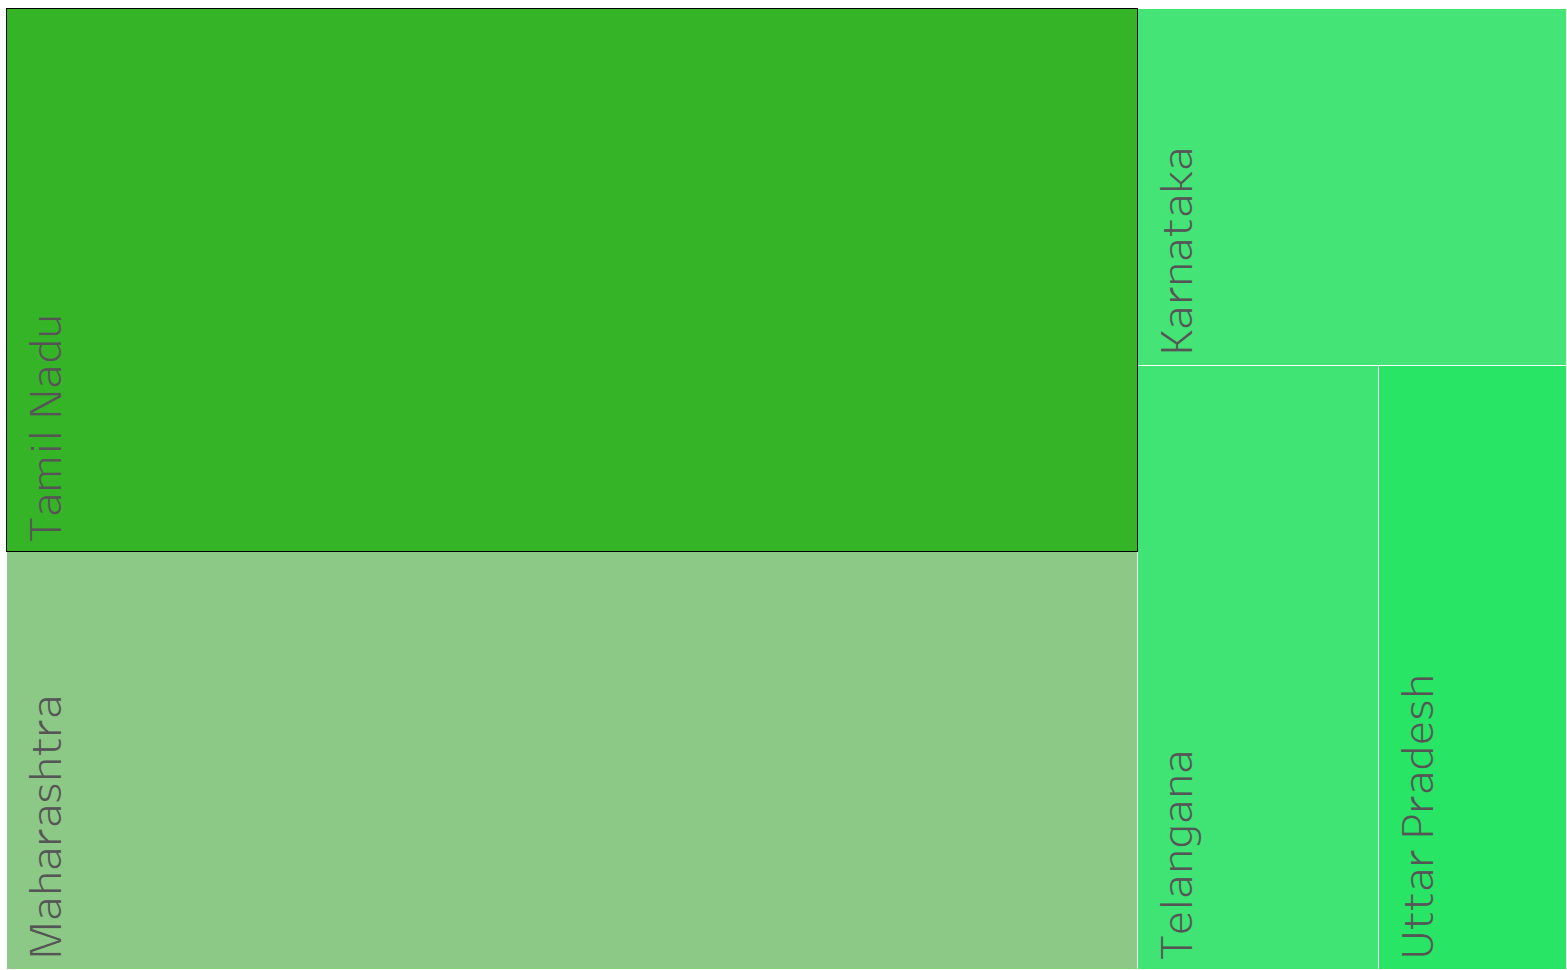 Tamil Nadu
Maharashtra
Karnataka
Telangana
Uttar Pradesh